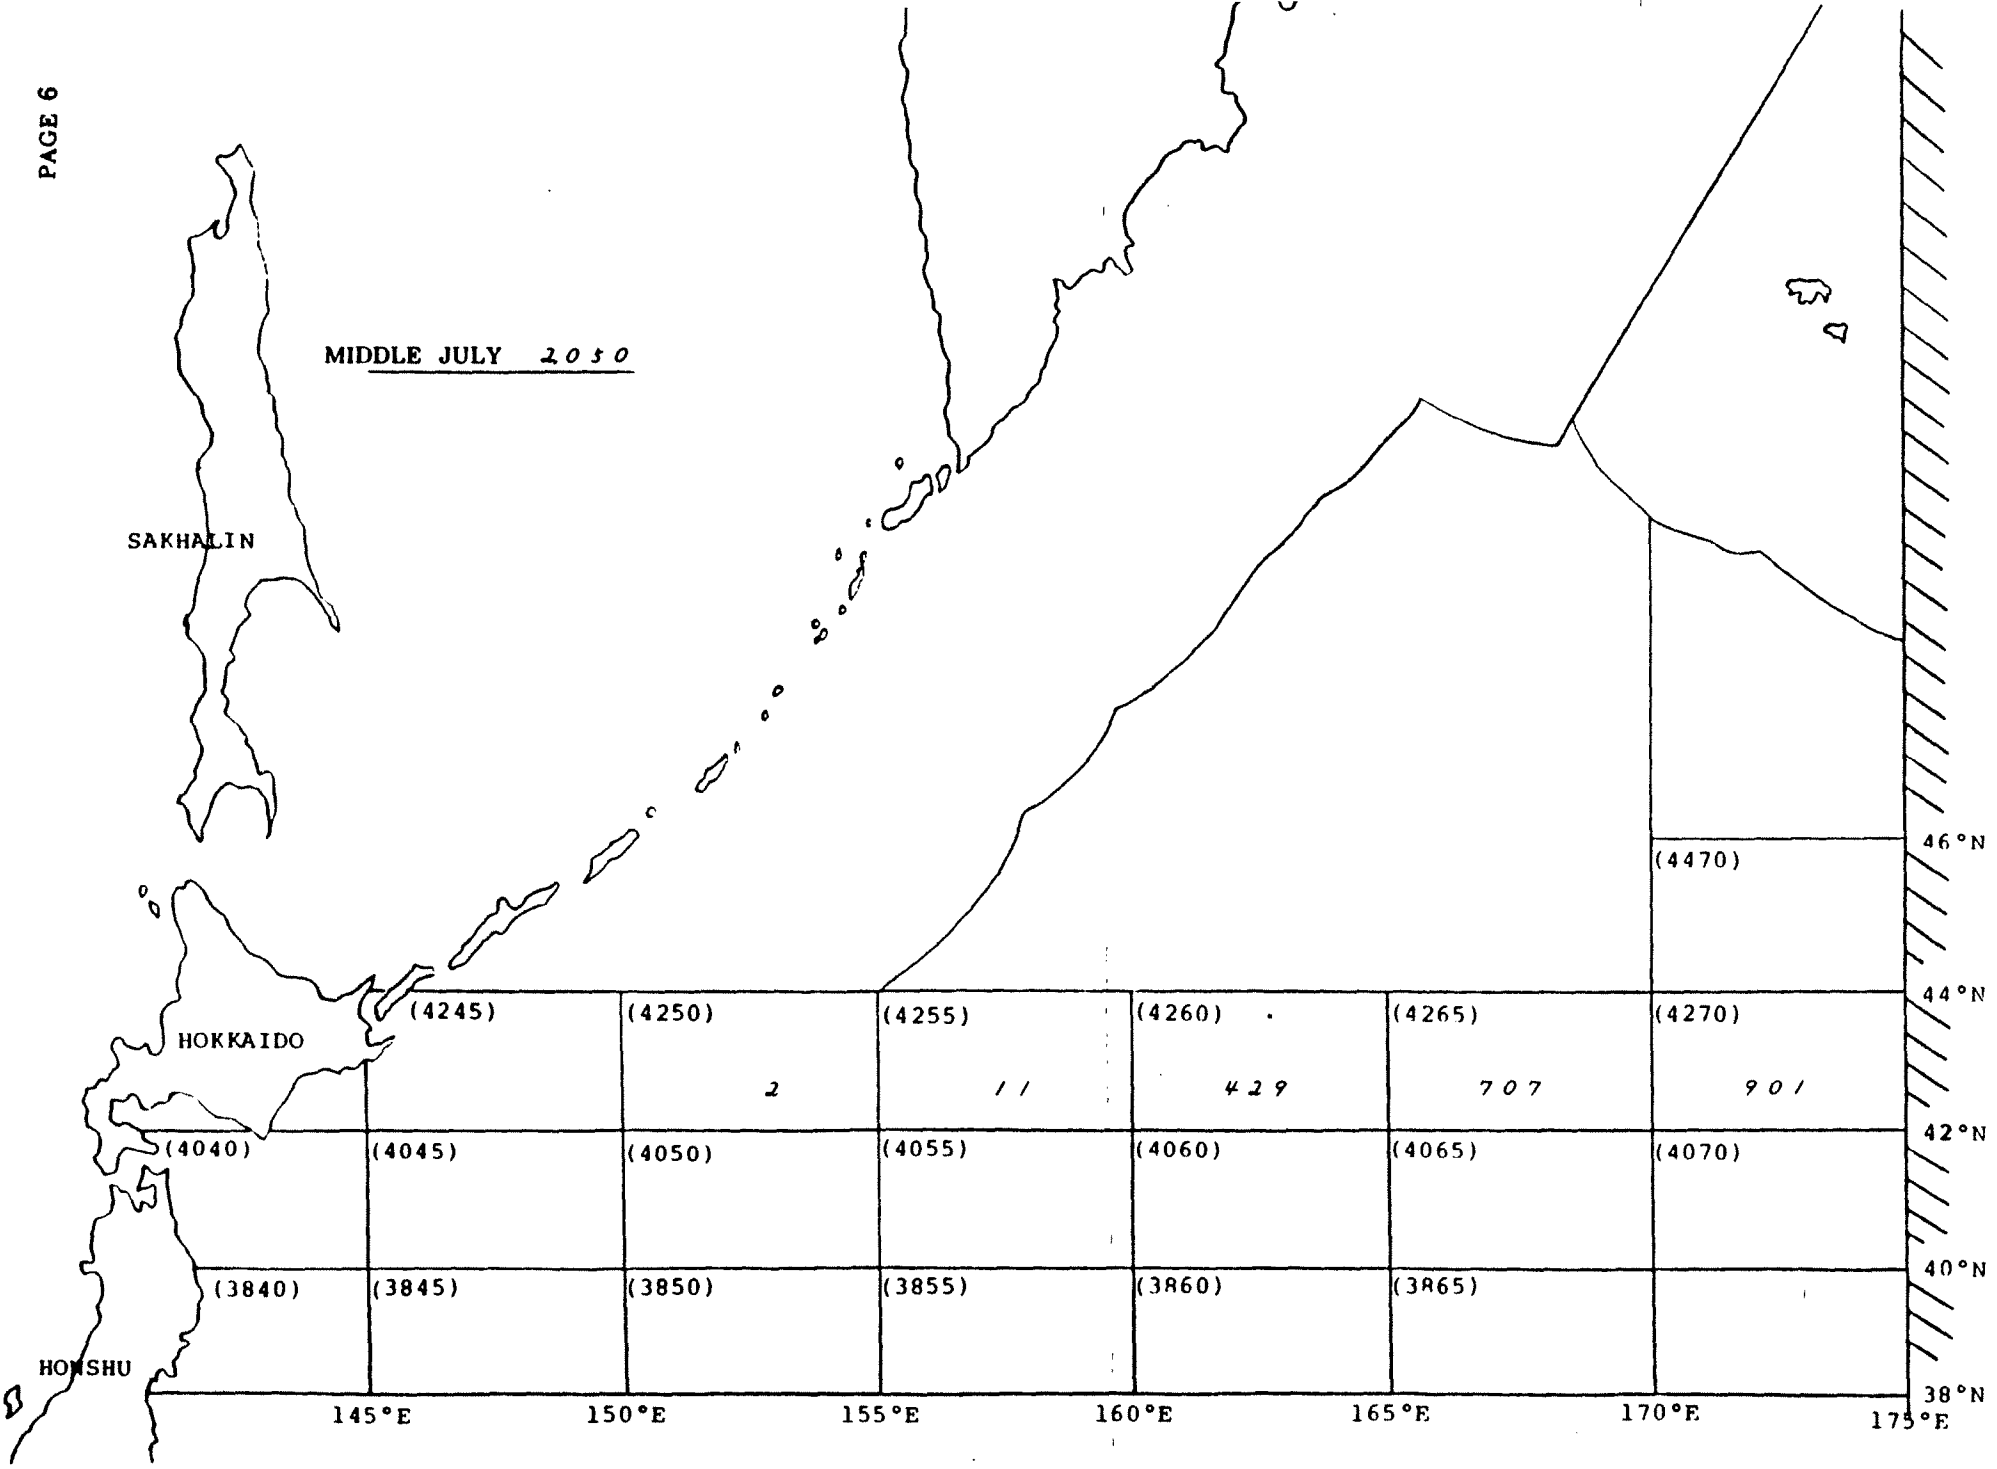 PAGE 6
MIDDLE JULY 2050
SAKHALIN
46°N
(4470)
44°N
(4245) (4250) (4255) (4260) (4265) (4270)
HOKKAIDO
2 11 429 707 901
42°N
(4040) (4045) (4050) (4055) (4060) (4065) (4070)
40°N
(3840) (3845) (3850) (3855) (3860) (3865)
HONSHU
38°N
145°E 150°E 155°E 160°E 165°E 170°E 175°E